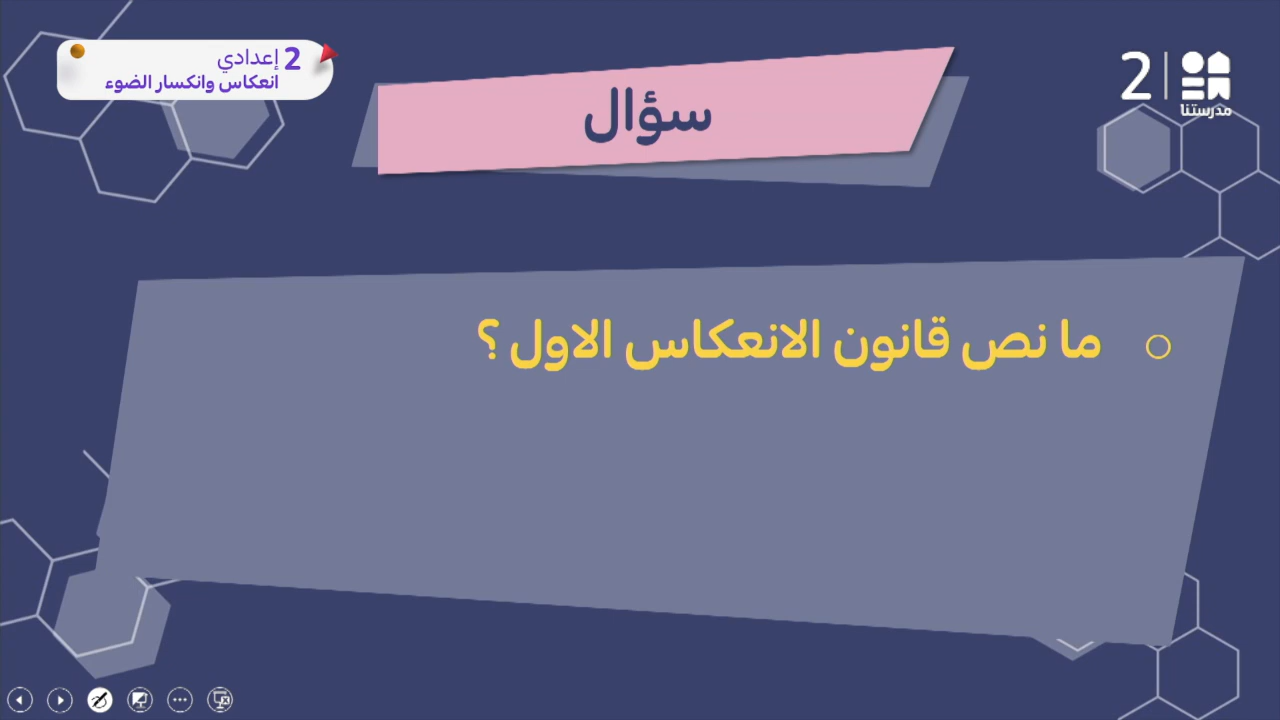 2 إعدادي
انعكاس وانكسار الضوء
2
مدرستنا
سؤال
ما نص قانون الانعكاس الاول ؟